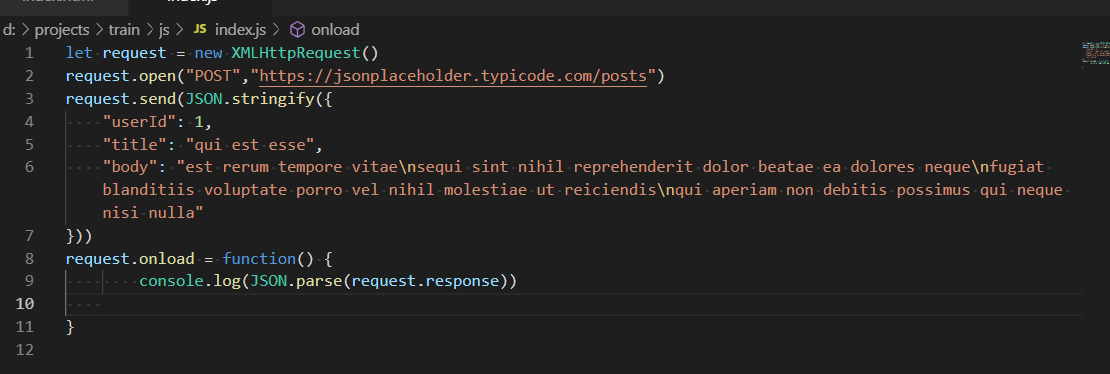 index.js
d: > projects > train > js > JS index.js > onload
1 let request = new XMLHttpRequest()
2 request.open("POST","https://jsonplaceholder.typicode.com/posts")
3 request.send(JSON.stringify({
4 "userId": 1,
5 "title": "qui est esse",
6 "body": "est rerum tempore vitae\nsequi sint nihil reprehenderit dolor beatae ea dolores neque\nfugiat
blanditiis voluptate porro vel nihil molestiae ut reiciendis\nqui aperiam non debitis possimus qui neque
nisi nulla"
7 }))
8 request.onload = function() {
9 console.log(JSON.parse(request.response))
10
11 }
12